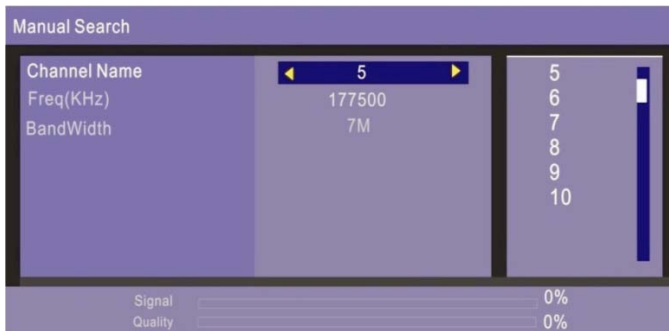 Manual Search
Channel Name 5
Freq(KHz) 177500
BandWidth 7M
5
6
7
8
9
10
Signal 0%
Quality 0%